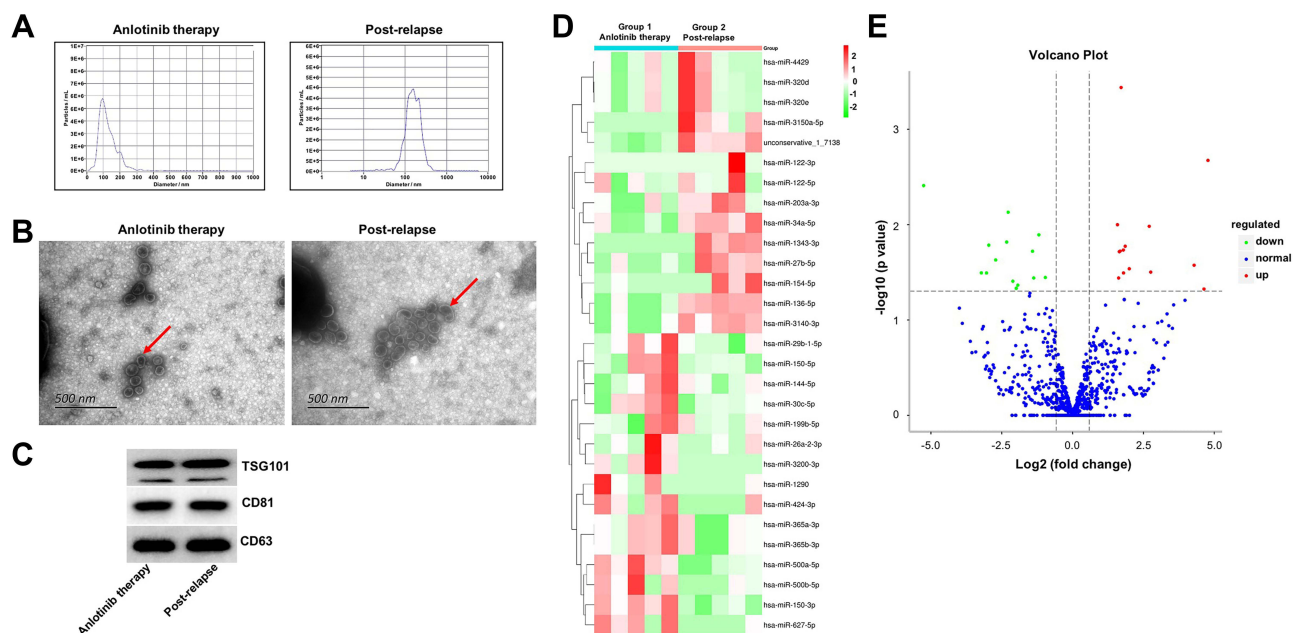 A
Anlotinib therapy
Particles / mL
1E+7
9E+6
8E+6
7E+6
6E+6
5E+6
4E+6
3E+6
2E+6
1E+6
0E+0
0 100 200 300 400 500 600 700 800 900 1000
Diameter / nm
Post-relapse
Particles / mL
6E+6
5E+6
4E+6
4E+6
3E+6
3E+6
2E+6
2E+6
1E+6
5E+5
0E+0
1 10 100 1000 10000
Diameter / nm
B
Anlotinib therapy
500 nm
Post-relapse
500 nm
C
TSG101
CD81
CD63
Anlotinib therapy
Post-relapse
D
Group 1
Anlotinib therapy
Group 2
Post-relapse
Group
2
1
0
-1
-2
hsa-miR-4429
hsa-miR-320d
hsa-miR-320e
hsa-miR-3150a-5p
unconservative_1_7138
hsa-miR-122-3p
hsa-miR-122-5p
hsa-miR-203a-3p
hsa-miR-34a-5p
hsa-miR-1343-3p
hsa-miR-27b-5p
hsa-miR-154-5p
hsa-miR-136-5p
hsa-miR-3140-3p
hsa-miR-29b-1-5p
hsa-miR-150-5p
hsa-miR-144-5p
hsa-miR-30c-5p
hsa-miR-199b-5p
hsa-miR-26a-2-3p
hsa-miR-3200-3p
hsa-miR-1290
hsa-miR-424-3p
hsa-miR-365a-3p
hsa-miR-365b-3p
hsa-miR-500a-5p
hsa-miR-500b-5p
hsa-miR-150-3p
hsa-miR-627-5p
E
Volcano Plot
-log10 (p value)
3
2
1
0
-5.0 -2.5 0.0 2.5 5.0
Log2 (fold change)
regulated
down
normal
up